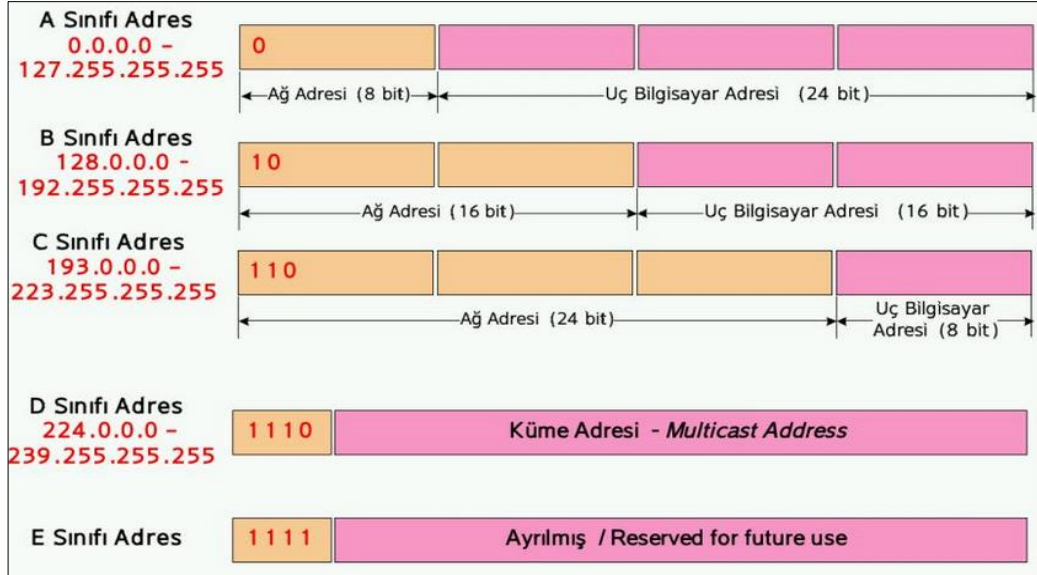 A Sınıfı Adres
0.0.0.0 –
127.255.255.255
0
Ağ Adresi (8 bit)
Uç Bilgisayar Adresi (24 bit)
B Sınıfı Adres
128.0.0.0 -
192.255.255.255
10
Ağ Adresi (16 bit)
Uç Bilgisayar Adresi (16 bit)
C Sınıfı Adres
193.0.0.0 –
223.255.255.255
110
Ağ Adresi (24 bit)
Uç Bilgisayar
Adresi (8 bit)
D Sınıfı Adres
224.0.0.0 –
239.255.255.255
1110
Küme Adresi - Multicast Address
E Sınıfı Adres
1111
Ayrılmış / Reserved for future use